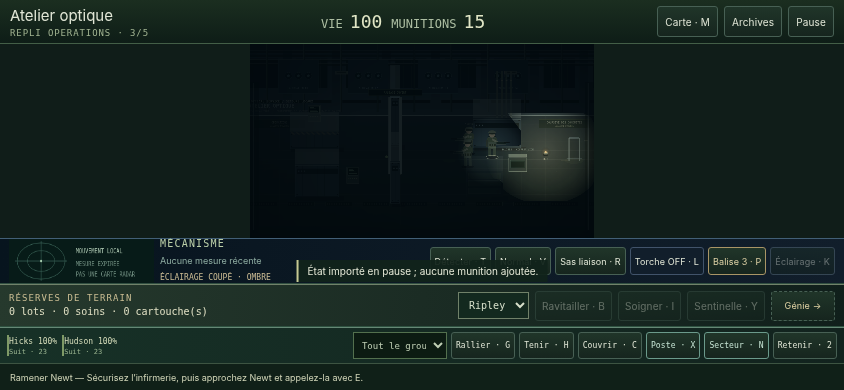 Atelier optique
REPLI OPERATIONS · 3/5
VIE 100 MUNITIONS 15
Carte · M
Archives
Pause
MOUVEMENT LOCAL
MESURE EXPIRÉE
PAS UNE CARTE RADAR
MECANISME
Aucune mesure récente
ÉCLAIRAGE COUPÉ · OMBRE
État importé en pause ; aucune munition ajoutée.
Sas liaison · R
Torche OFF · L
Balise 3 · P
Éclairage · K
RÉSERVES DE TERRAIN
0 lots · 0 soins · 0 cartouche(s)
Ripley
Ravitailler · B
Soigner · I
Sentinelle · Y
Génie →
Hicks 100%
Suit · 23
Hudson 100%
Suit · 23
Tout le grou
Rallier · G
Tenir · H
Couvrir · C
Poste · X
Secteur · N
Retenir · 2
Ramener Newt — Sécurisez l'infirmerie, puis approchez Newt et appelez-la avec E.